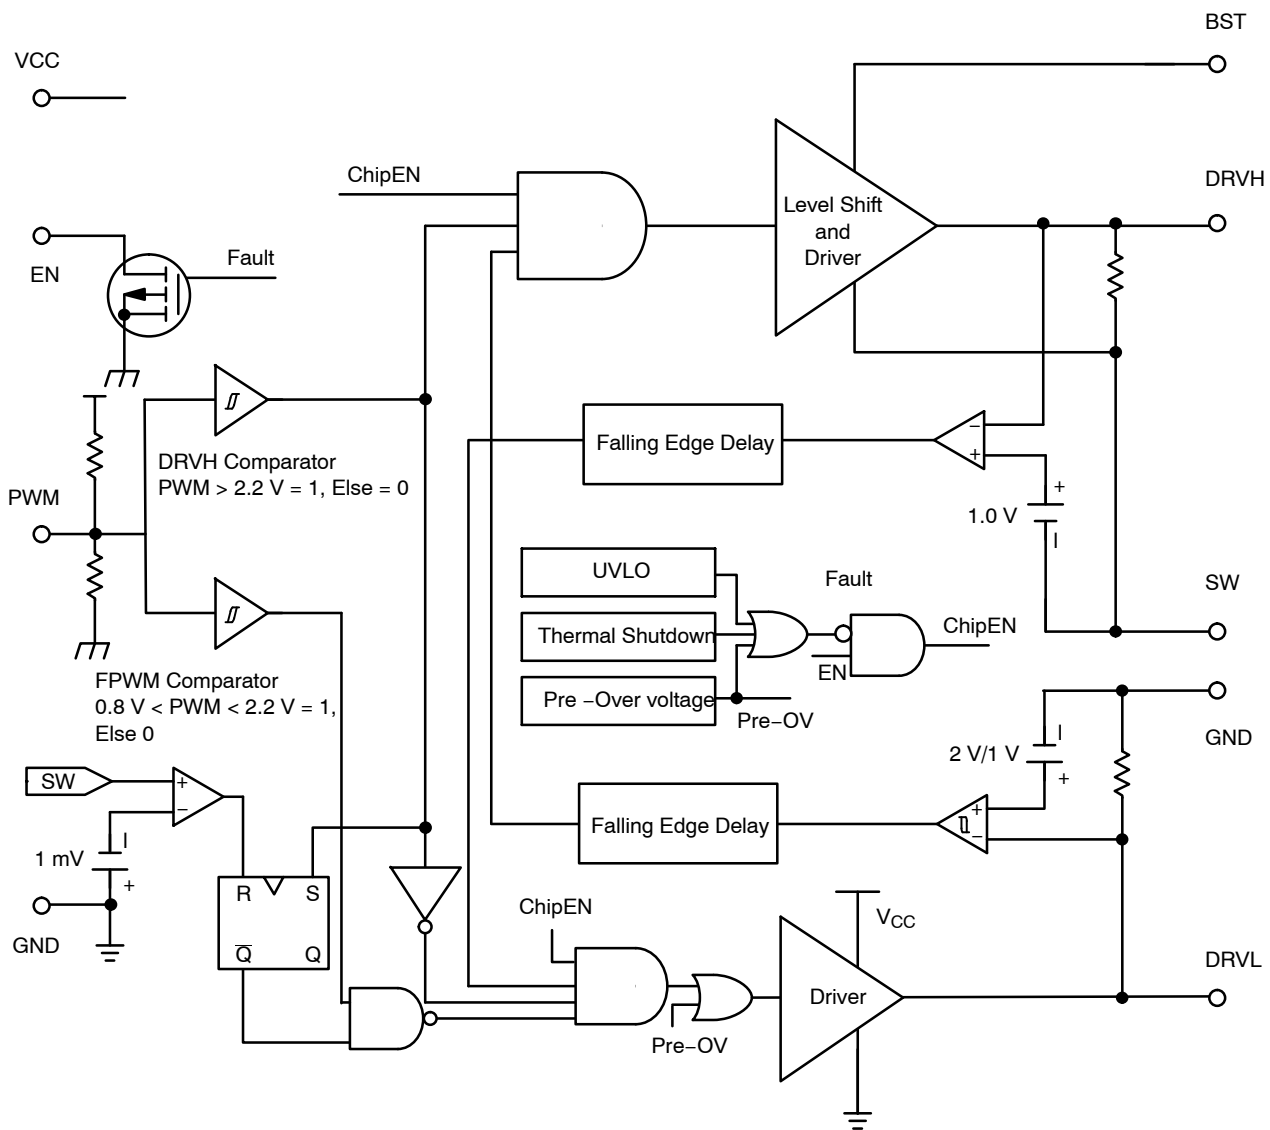 BST
VCC
ChipEN
DRVH
Level Shift
and
Driver
Fault
EN
DRVH Comparator
PWM > 2.2 V = 1, Else = 0
Falling Edge Delay
−
+
+
1.0 V
PWM
UVLO
Fault
SW
Thermal Shutdown
ChipEN
EN
FPWM Comparator
0.8 V < PWM < 2.2 V = 1,
Else 0
Pre −Over voltage
Pre−OV
GND
2 V/1 V
+
SW
+
−
Falling Edge Delay
+
−
1 mV
+
R
S
ChipEN
VCC
GND
Q
Q
DRVL
Driver
Pre−OV